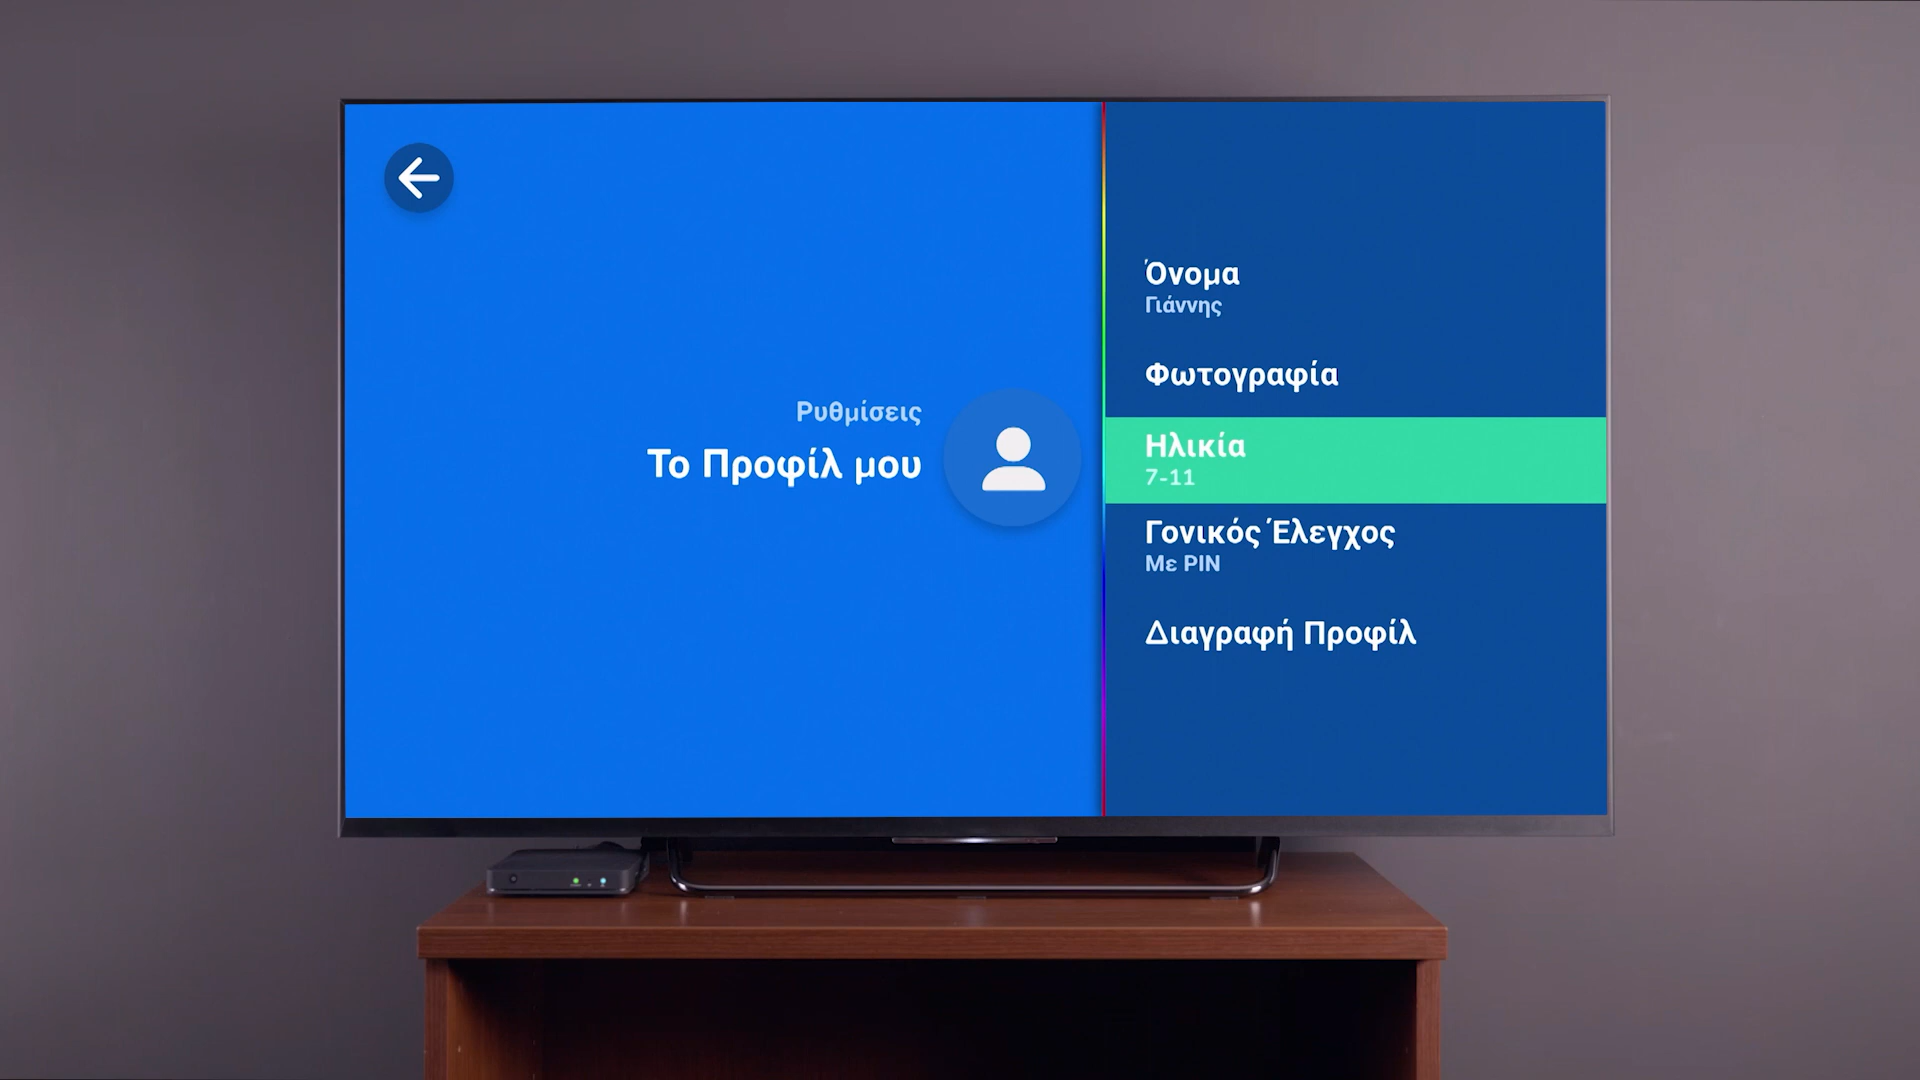 Ρυθμίσεις
Το Προφίλ μου
Όνομα
Γιάννης
Φωτογραφία
Ηλικία
7-11
Γονικός Έλεγχος
Με PIN
Διαγραφή Προφίλ